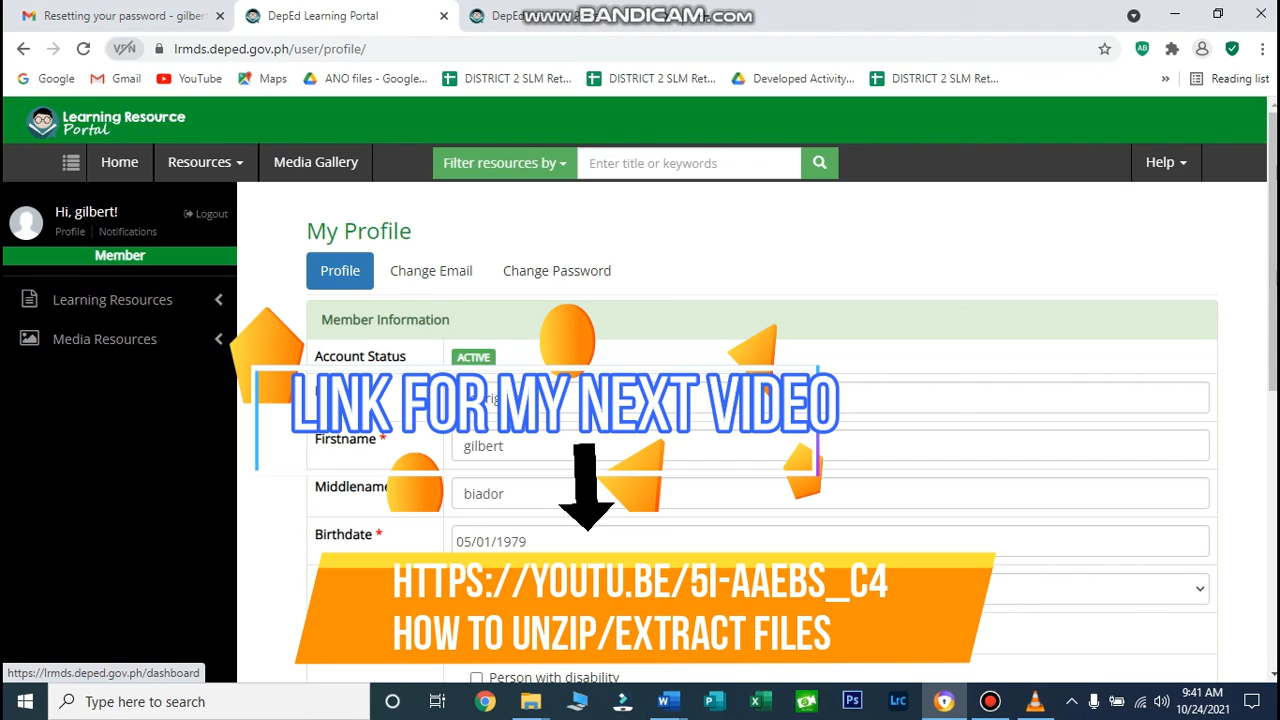 Resetting your password - gilber
DepEd Learning Portal
DepE
www.BANDICAM.com
lrmds.deped.gov.ph/user/profile/
Google
Gmail
YouTube
Maps
ANO files - Google...
DISTRICT 2 SLM Ret...
DISTRICT 2 SLM Ret...
Developed Activity...
DISTRICT 2 SLM Ret...
Reading list
Learning Resource
Portal
Home
Resources
Media Gallery
Filter resources by
Enter title or keywords
Help
Hi, gilbert!
Logout
Profile
Notifications
Member
Learning Resources
Media Resources
My Profile
Profile
Change Email
Change Password
Member Information
Account Status
ACTIVE
LINK FOR MY NEXT VIDEO
Firstname *
gilbert
Middlename
biador
Birthdate *
05/01/1979
HTTPS://YOUTU.BE/5I-AAEBS_C4
HOW TO UNZIP/EXTRACT FILES
Person with disability
https://lrmds.deped.gov.ph/dashboard
Type here to search
9:41 AM
10/24/2021